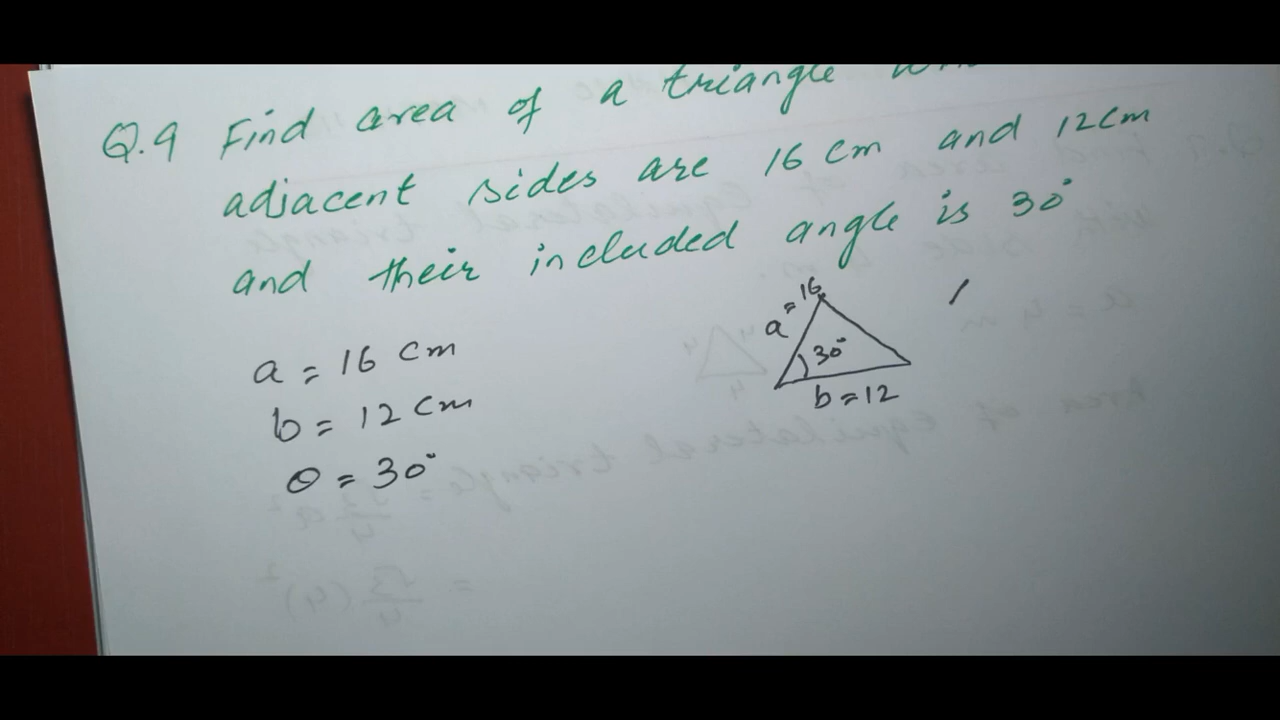 Q.9 Find area of a triangle
adjacent sides are 16 cm and 12cm
and their included angle is 30°
a = 16 cm
b = 12 cm
θ = 30°
a = 16
30°
b = 12